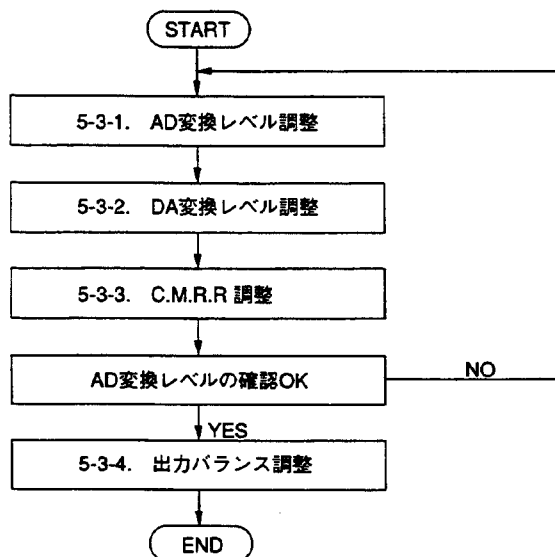 START
5-3-1. AD変換レベル調整
5-3-2. DA変換レベル調整
5-3-3. C.M.R.R 調整
AD変換レベルの確認OK
NO
YES
5-3-4. 出力バランス調整
END